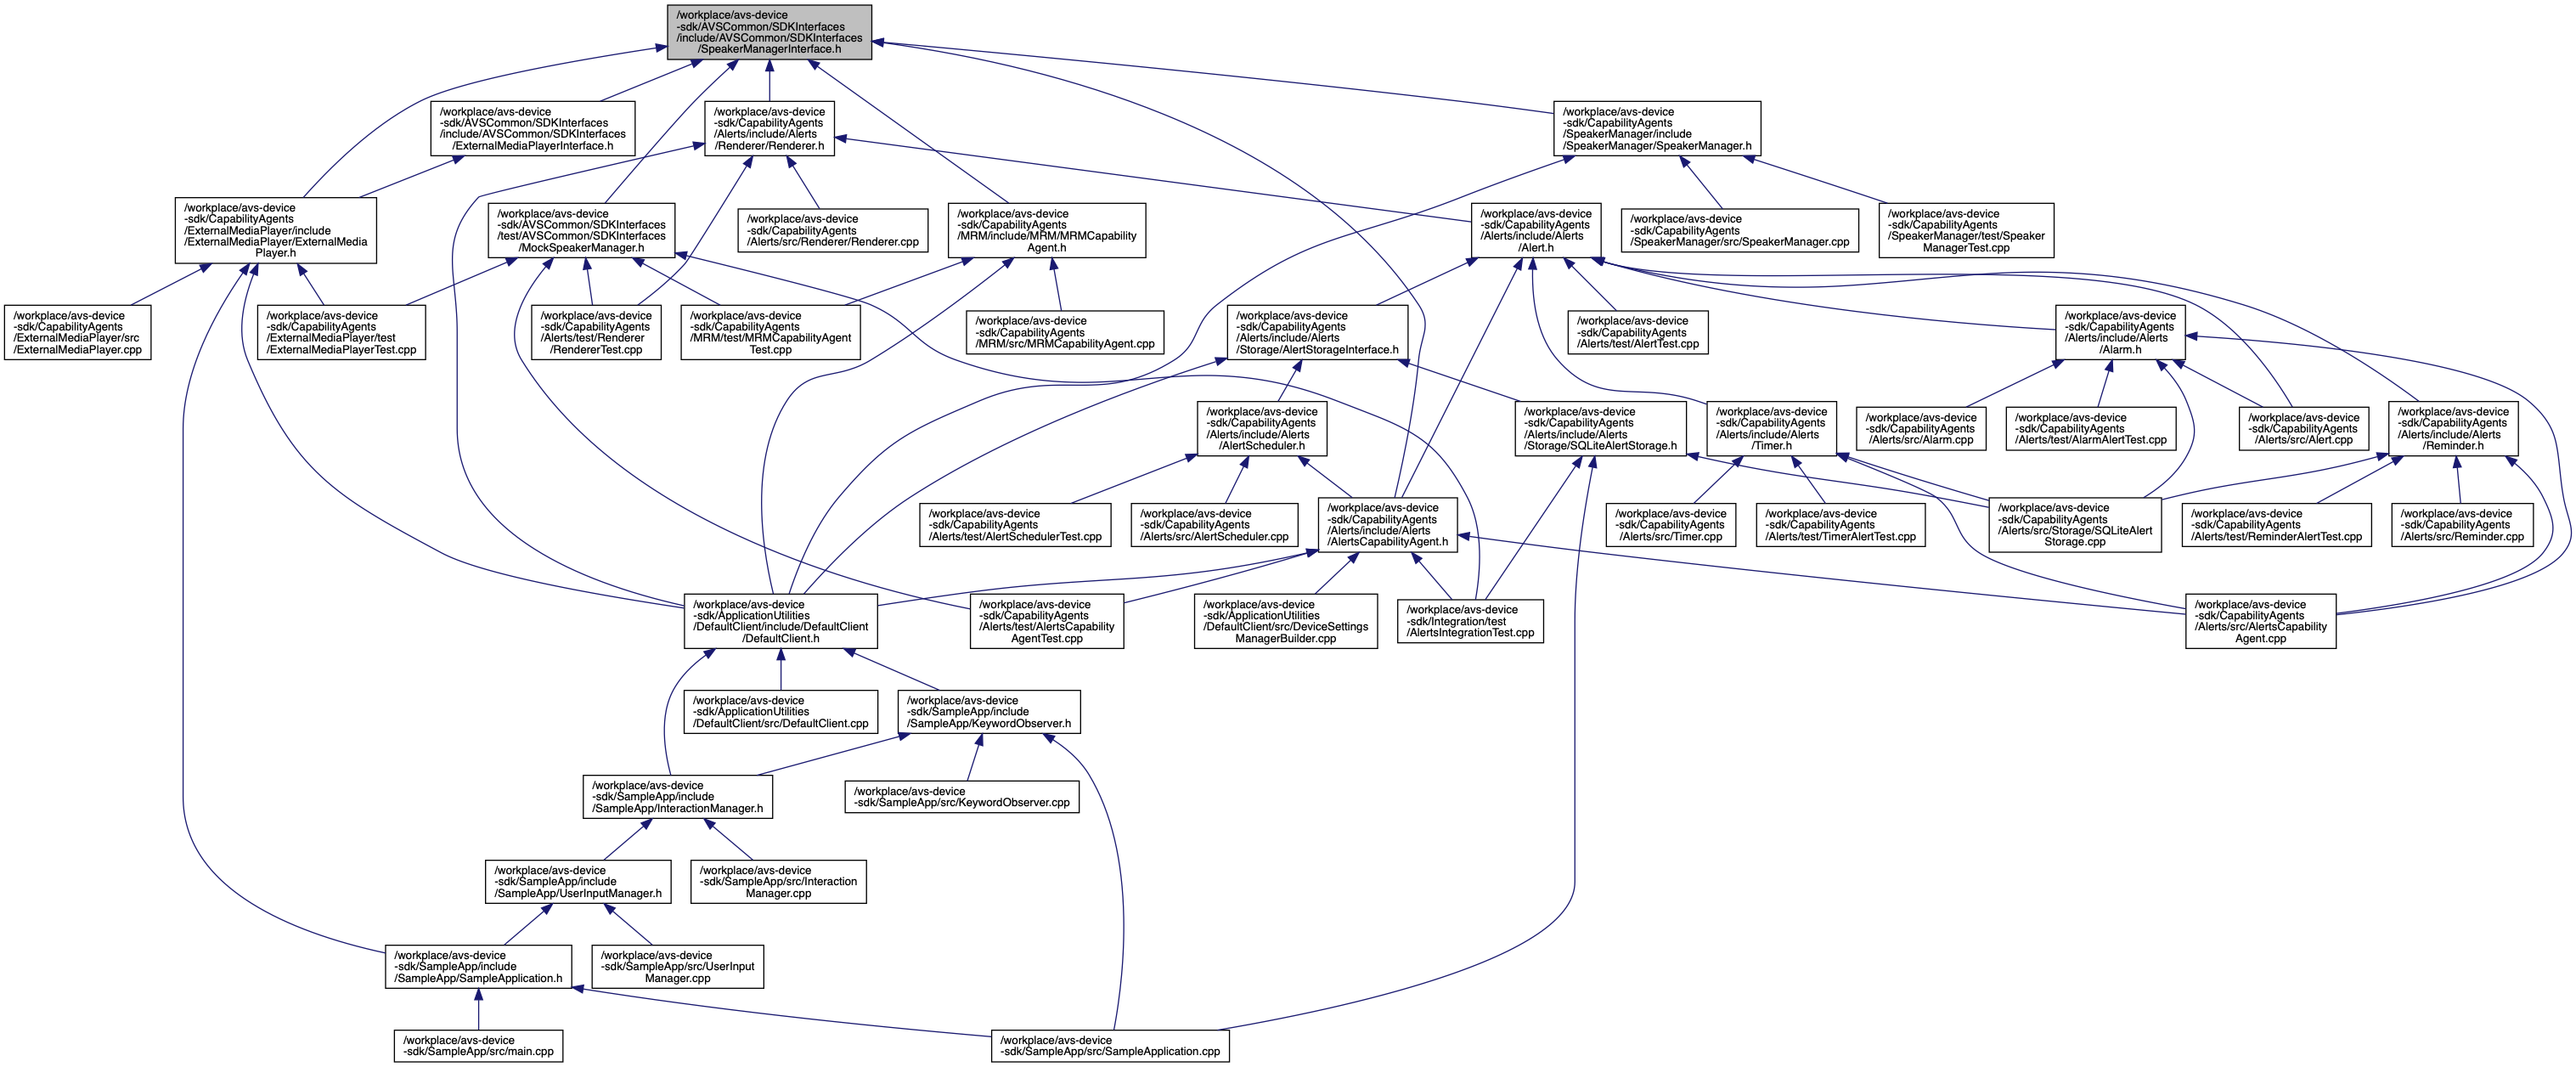 /workplace/avs-device
-sdk/AVSCommon/SDKInterfaces
/include/AVSCommon/SDKInterfaces
/SpeakerManagerInterface.h
/workplace/avs-device
-sdk/AVSCommon/SDKInterfaces
/include/AVSCommon/SDKInterfaces
/ExternalMediaPlayerInterface.h
/workplace/avs-device
-sdk/CapabilityAgents
/Alerts/include/Alerts
/Renderer/Renderer.h
/workplace/avs-device
-sdk/CapabilityAgents
/SpeakerManager/include
/SpeakerManager/SpeakerManager.h
/workplace/avs-device
-sdk/CapabilityAgents
/ExternalMediaPlayer/include
/ExternalMediaPlayer/ExternalMedia
Player.h
/workplace/avs-device
-sdk/AVSCommon/SDKInterfaces
/test/AVSCommon/SDKInterfaces
/MockSpeakerManager.h
/workplace/avs-device
-sdk/CapabilityAgents
/Alerts/src/Renderer/Renderer.cpp
/workplace/avs-device
-sdk/CapabilityAgents
/MRM/include/MRM/MRMCapability
Agent.h
/workplace/avs-device
-sdk/CapabilityAgents
/Alerts/include/Alerts
/Alert.h
/workplace/avs-device
-sdk/CapabilityAgents
/SpeakerManager/src/SpeakerManager.cpp
/workplace/avs-device
-sdk/CapabilityAgents
/SpeakerManager/test/Speaker
ManagerTest.cpp
/workplace/avs-device
-sdk/CapabilityAgents
/ExternalMediaPlayer/src
/ExternalMediaPlayer.cpp
/workplace/avs-device
-sdk/CapabilityAgents
/ExternalMediaPlayer/test
/ExternalMediaPlayerTest.cpp
/workplace/avs-device
-sdk/CapabilityAgents
/Alerts/test/Renderer
/RendererTest.cpp
/workplace/avs-device
-sdk/CapabilityAgents
/MRM/test/MRMCapabilityAgent
Test.cpp
/workplace/avs-device
-sdk/CapabilityAgents
/MRM/src/MRMCapabilityAgent.cpp
/workplace/avs-device
-sdk/CapabilityAgents
/Alerts/include/Alerts
/Storage/AlertStorageInterface.h
/workplace/avs-device
-sdk/CapabilityAgents
/Alerts/test/AlertTest.cpp
/workplace/avs-device
-sdk/CapabilityAgents
/Alerts/include/Alerts
/Alarm.h
/workplace/avs-device
-sdk/CapabilityAgents
/Alerts/include/Alerts
/AlertScheduler.h
/workplace/avs-device
-sdk/CapabilityAgents
/Alerts/include/Alerts
/Storage/SQLiteAlertStorage.h
/workplace/avs-device
-sdk/CapabilityAgents
/Alerts/include/Alerts
/Timer.h
/workplace/avs-device
-sdk/CapabilityAgents
/Alerts/src/Alarm.cpp
/workplace/avs-device
-sdk/CapabilityAgents
/Alerts/test/AlarmAlertTest.cpp
/workplace/avs-device
-sdk/CapabilityAgents
/Alerts/src/Alert.cpp
/workplace/avs-device
-sdk/CapabilityAgents
/Alerts/include/Alerts
/Reminder.h
/workplace/avs-device
-sdk/CapabilityAgents
/Alerts/test/AlertSchedulerTest.cpp
/workplace/avs-device
-sdk/CapabilityAgents
/Alerts/src/AlertScheduler.cpp
/workplace/avs-device
-sdk/CapabilityAgents
/Alerts/include/Alerts
/AlertsCapabilityAgent.h
/workplace/avs-device
-sdk/CapabilityAgents
/Alerts/src/Timer.cpp
/workplace/avs-device
-sdk/CapabilityAgents
/Alerts/test/TimerAlertTest.cpp
/workplace/avs-device
-sdk/CapabilityAgents
/Alerts/src/Storage/SQLiteAlert
Storage.cpp
/workplace/avs-device
-sdk/CapabilityAgents
/Alerts/test/ReminderAlertTest.cpp
/workplace/avs-device
-sdk/CapabilityAgents
/Alerts/src/Reminder.cpp
/workplace/avs-device
-sdk/ApplicationUtilities
/DefaultClient/include/DefaultClient
/DefaultClient.h
/workplace/avs-device
-sdk/CapabilityAgents
/Alerts/test/AlertsCapability
AgentTest.cpp
/workplace/avs-device
-sdk/ApplicationUtilities
/DefaultClient/src/DeviceSettings
ManagerBuilder.cpp
/workplace/avs-device
-sdk/Integration/test
/AlertsIntegrationTest.cpp
/workplace/avs-device
-sdk/CapabilityAgents
/Alerts/src/AlertsCapability
Agent.cpp
/workplace/avs-device
-sdk/ApplicationUtilities
/DefaultClient/src/DefaultClient.cpp
/workplace/avs-device
-sdk/SampleApp/include
/SampleApp/KeywordObserver.h
/workplace/avs-device
-sdk/SampleApp/include
/SampleApp/InteractionManager.h
/workplace/avs-device
-sdk/SampleApp/src/KeywordObserver.cpp
/workplace/avs-device
-sdk/SampleApp/include
/SampleApp/UserInputManager.h
/workplace/avs-device
-sdk/SampleApp/src/Interaction
Manager.cpp
/workplace/avs-device
-sdk/SampleApp/include
/SampleApp/SampleApplication.h
/workplace/avs-device
-sdk/SampleApp/src/UserInput
Manager.cpp
/workplace/avs-device
-sdk/SampleApp/src/main.cpp
/workplace/avs-device
-sdk/SampleApp/src/SampleApplication.cpp